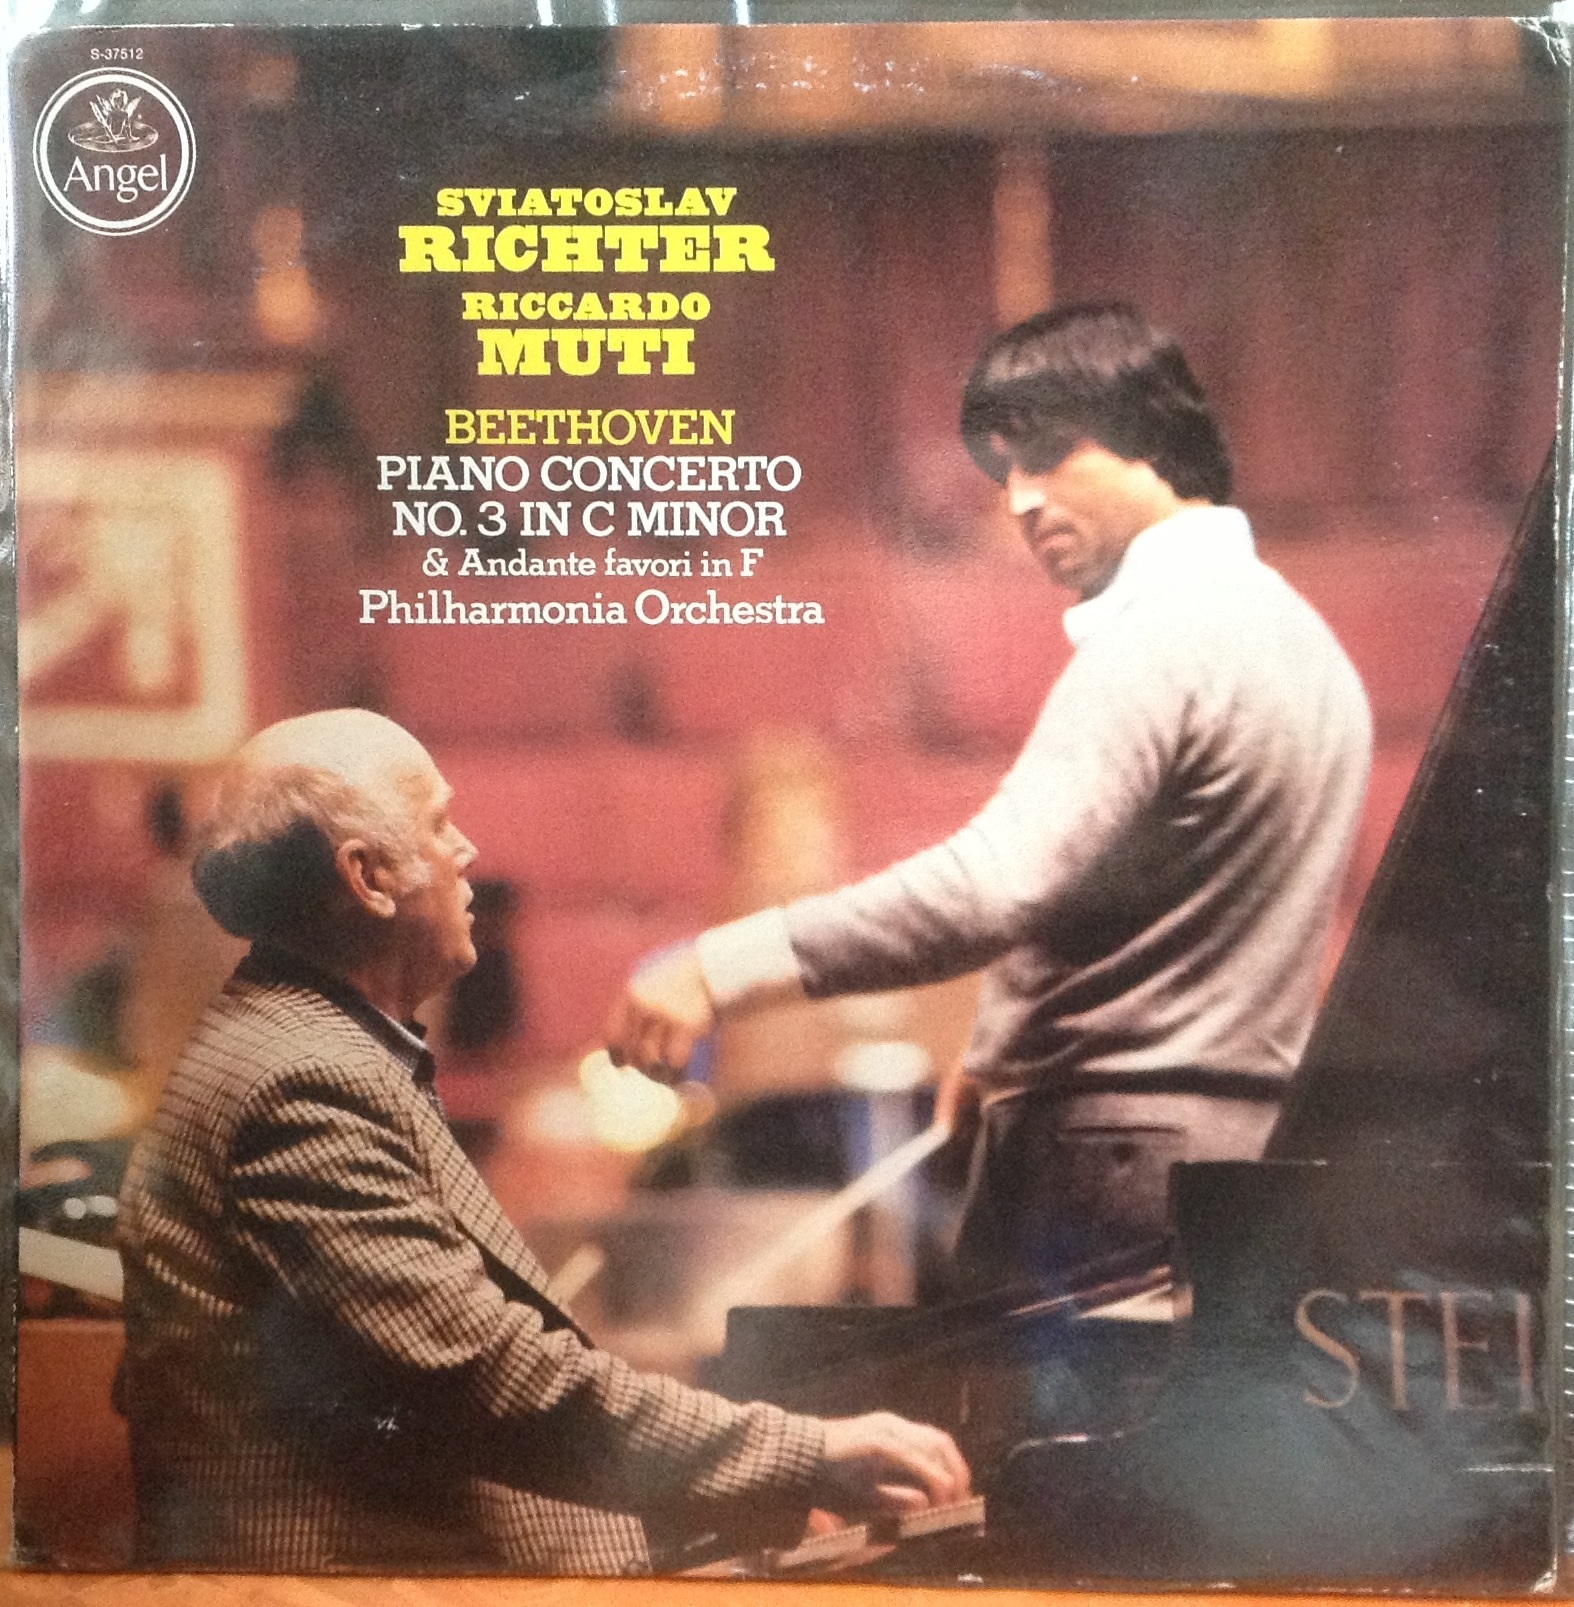 S-37512
Angel
SVIATOSLAV
RICHTER
RICCARDO
MUTI
BEETHOVEN
PIANO CONCERTO
NO. 3 IN C MINOR
& Andante favori in F
Philharmonia Orchestra
STEI